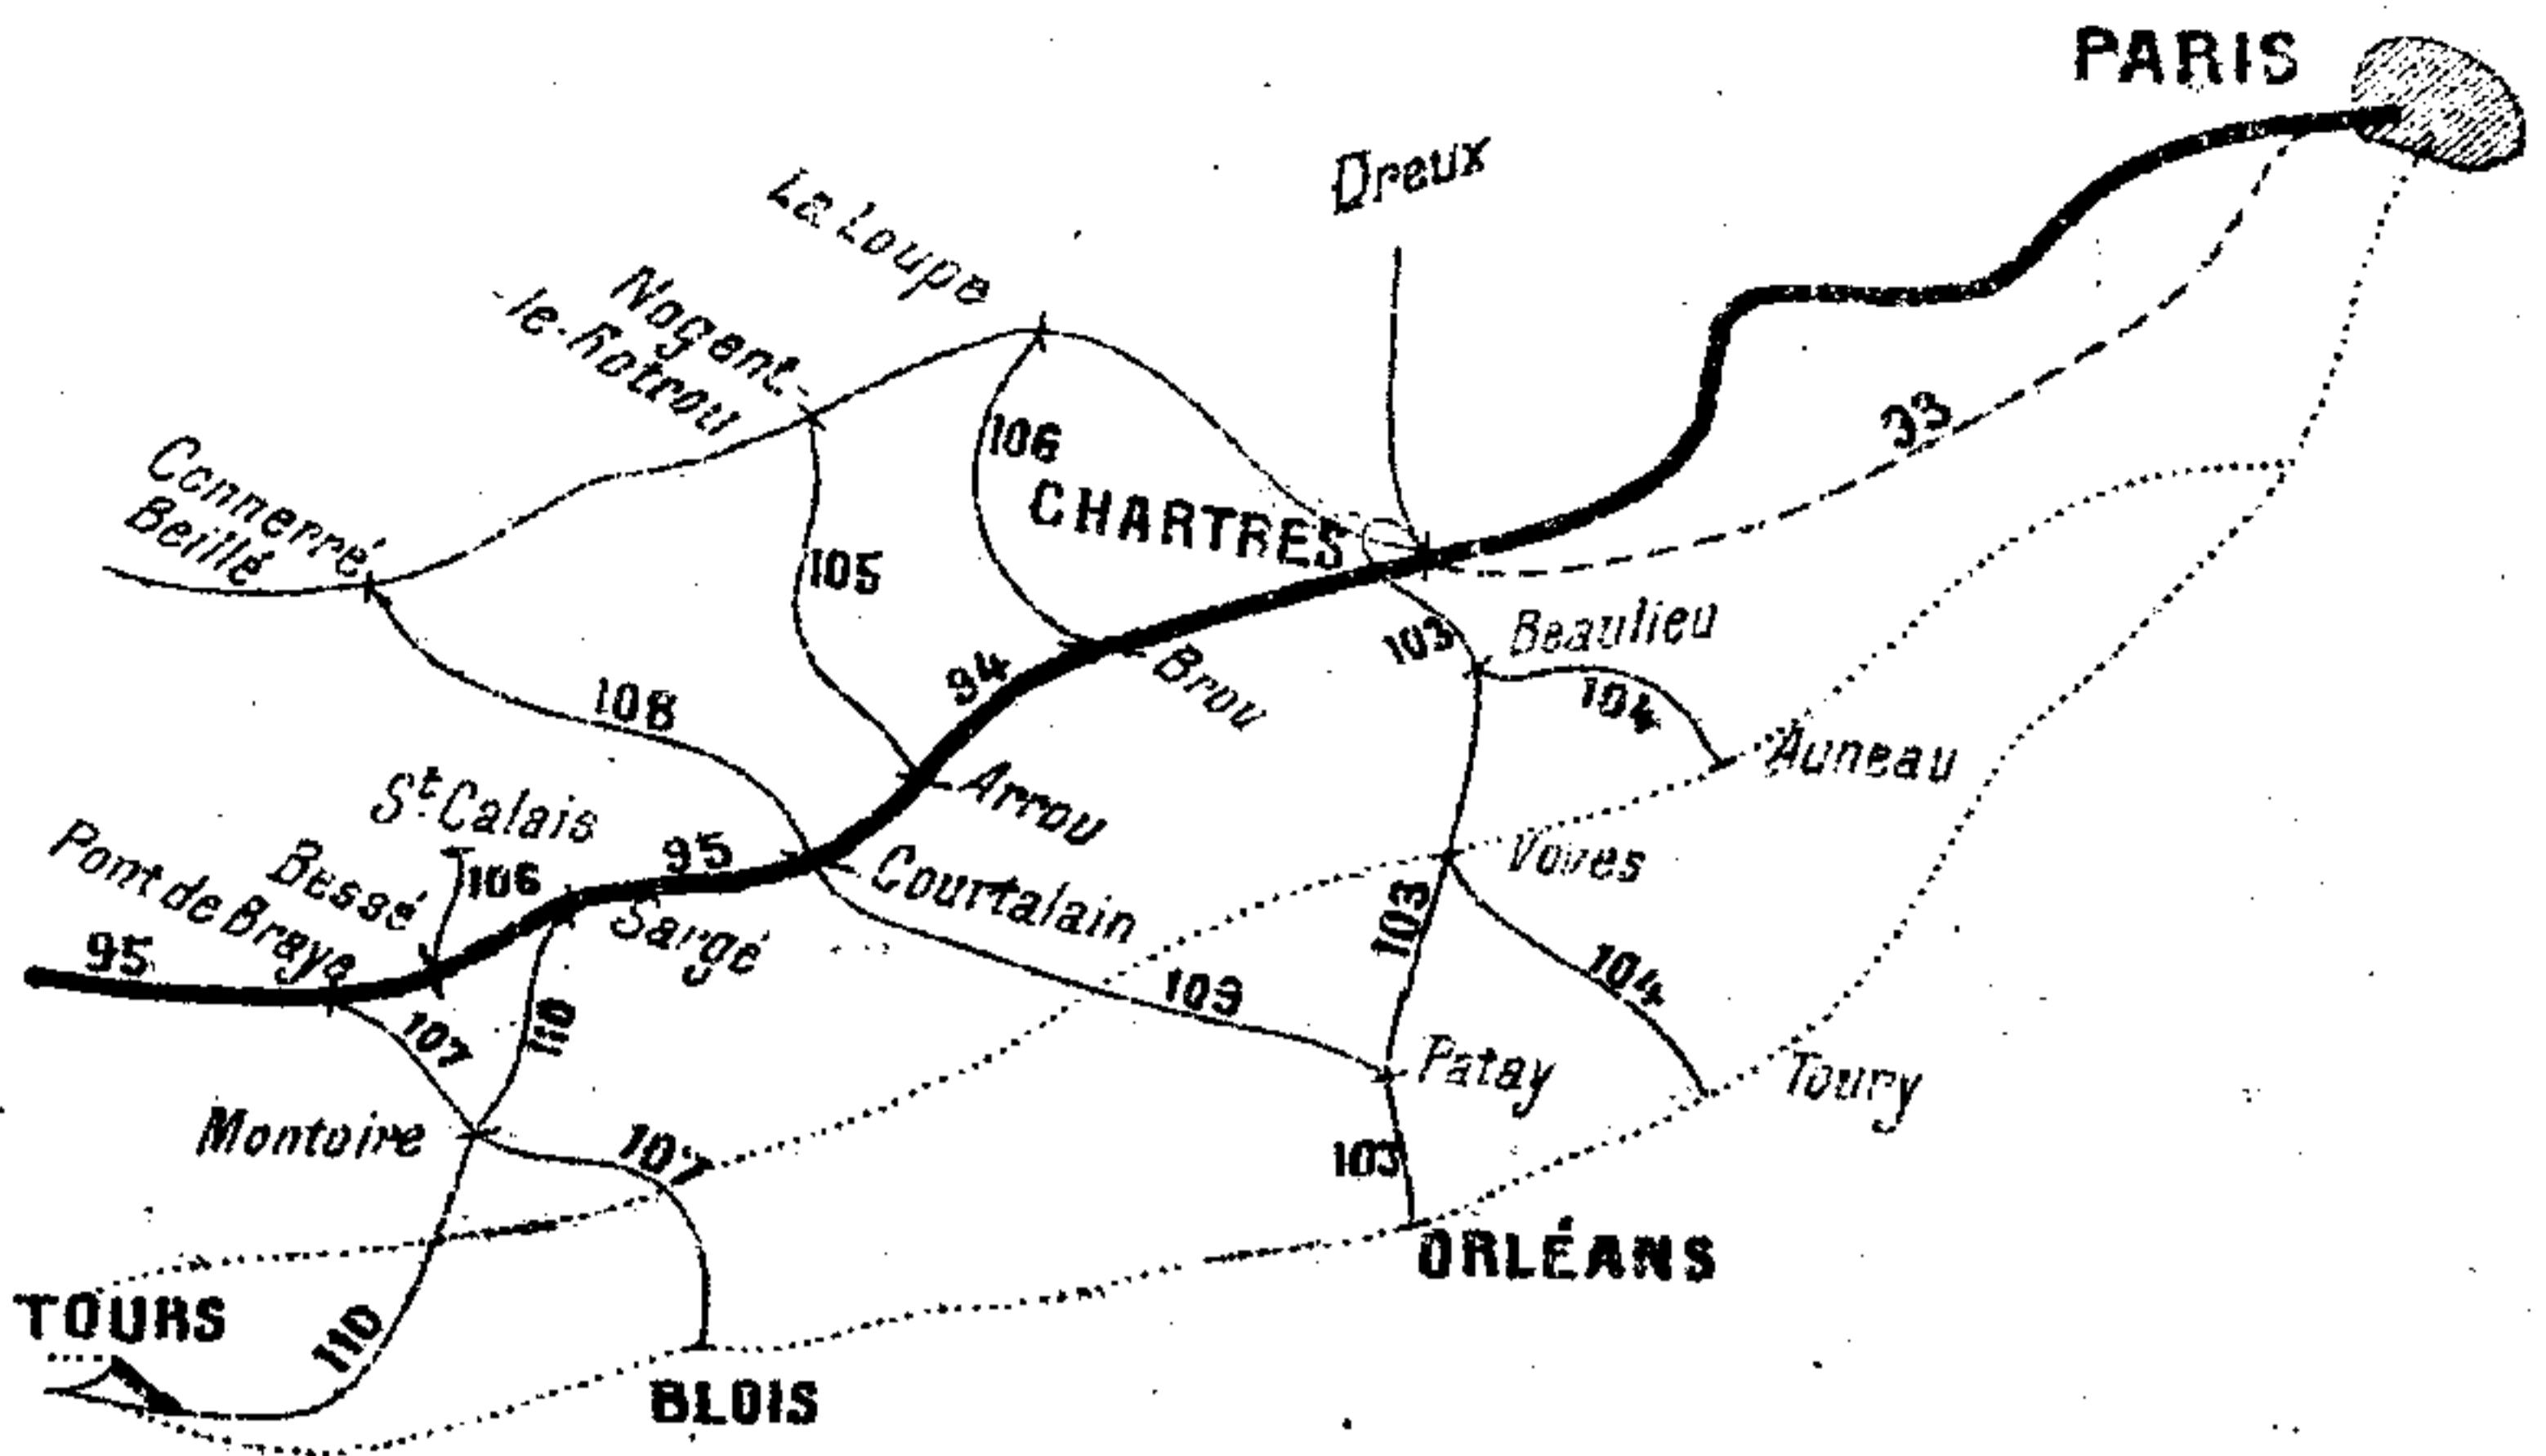 PARIS
Dreux
La Loupe
Nogent-
-le-Rotrou
93
106
Connerré
Beillé
CHARTRES
105
103
Beaulieu
94
Brou
104
108
Auneau
Arrou
St Calais
95
Voves
Bessé
106
Courtalain
Pont de Braye
Sargé
103
95
104
109
110
107
Patay
Toury
Montoire
107
103
ORLÉANS
TOURS
110
BLOIS